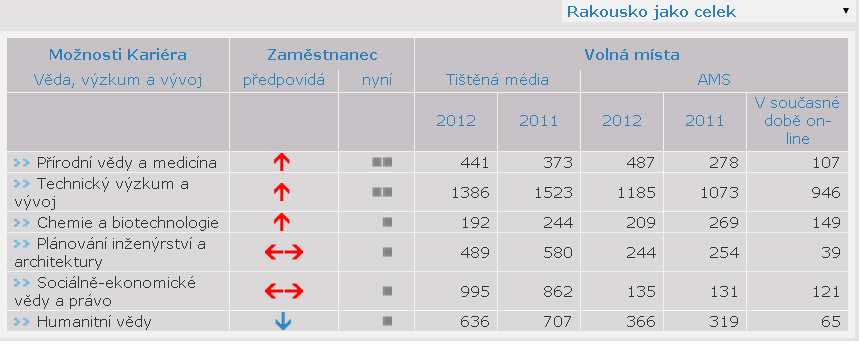 Rakousko jako celek
Možnosti Kariéra Zaměstnanec Volná místa
Věda, výzkum a vývoj předpovídá nyní Tištěná média AMS
2012 2011 2012 2011 V současné
době on-
line
>> Přírodní vědy a medicína 441 373 487 278 107
>> Technický výzkum a
vývoj 1386 1523 1185 1073 946
>> Chemie a biotechnologie 192 244 209 269 149
>> Plánování inženýrství a
architektury 489 580 244 254 39
>> Sociálně-ekonomické
vědy a právo 995 862 135 131 121
>> Humanitní vědy 636 707 366 319 65